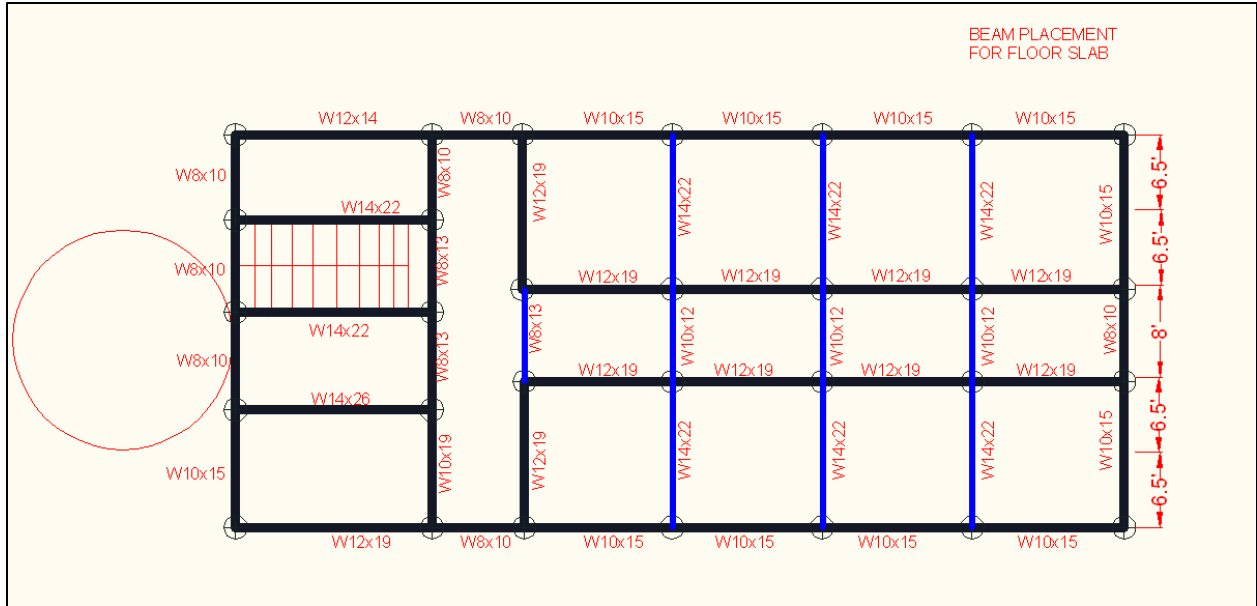 BEAM PLACEMENT
FOR FLOOR SLAB
W12x14
W8x10
W10x15
W10x15
W10x15
W10x15
W8x10
W8x10
W12x19
W14x22
W14x22
W14x22
W10x15
6.5'
6.5'
W14x22
W8x10
W8x13
W12x19
W12x19
W12x19
W12x19
W14x22
W8x10
W8x13
W8x13
W10x12
W10x12
W10x12
W8x10
8'
W12x19
W12x19
W12x19
W12x19
W14x26
W10x15
W10x19
W12x19
W14x22
W14x22
W14x22
W10x15
6.5'
6.5'
W12x19
W8x10
W10x15
W10x15
W10x15
W10x15